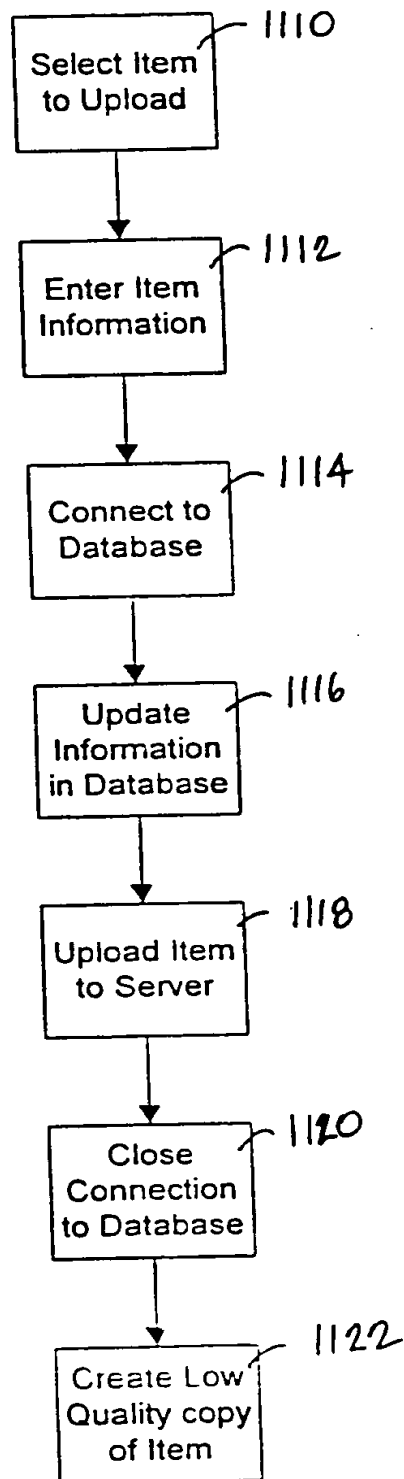 1110
Select Item
to Upload
1112
Enter Item
Information
1114
Connect to
Database
1116
Update
Information
in Database
1118
Upload Item
to Server
1120
Close
Connection
to Database
1122
Create Low
Quality copy
of Item